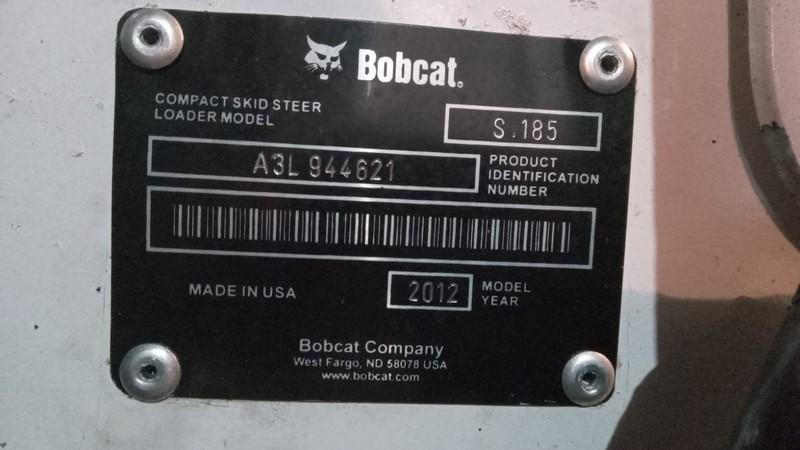 Bobcat.
COMPACT SKID STEER
LOADER MODEL
S.185
A3L 944621
PRODUCT
IDENTIFICATION
NUMBER
MADE IN USA
2012
MODEL
YEAR
Bobcat Company
West Fargo, ND 58078 USA
www.bobcat.com